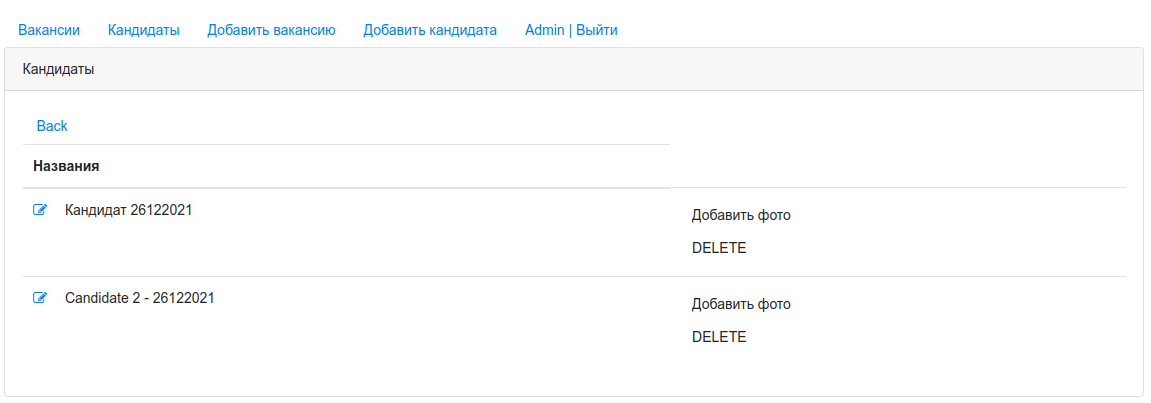 Вакансии Кандидаты Добавить вакансию Добавить кандидата Admin | Выйти
Кандидаты
Back
Названия
Кандидат 26122021
Добавить фото
DELETE
Candidate 2 - 26122021
Добавить фото
DELETE